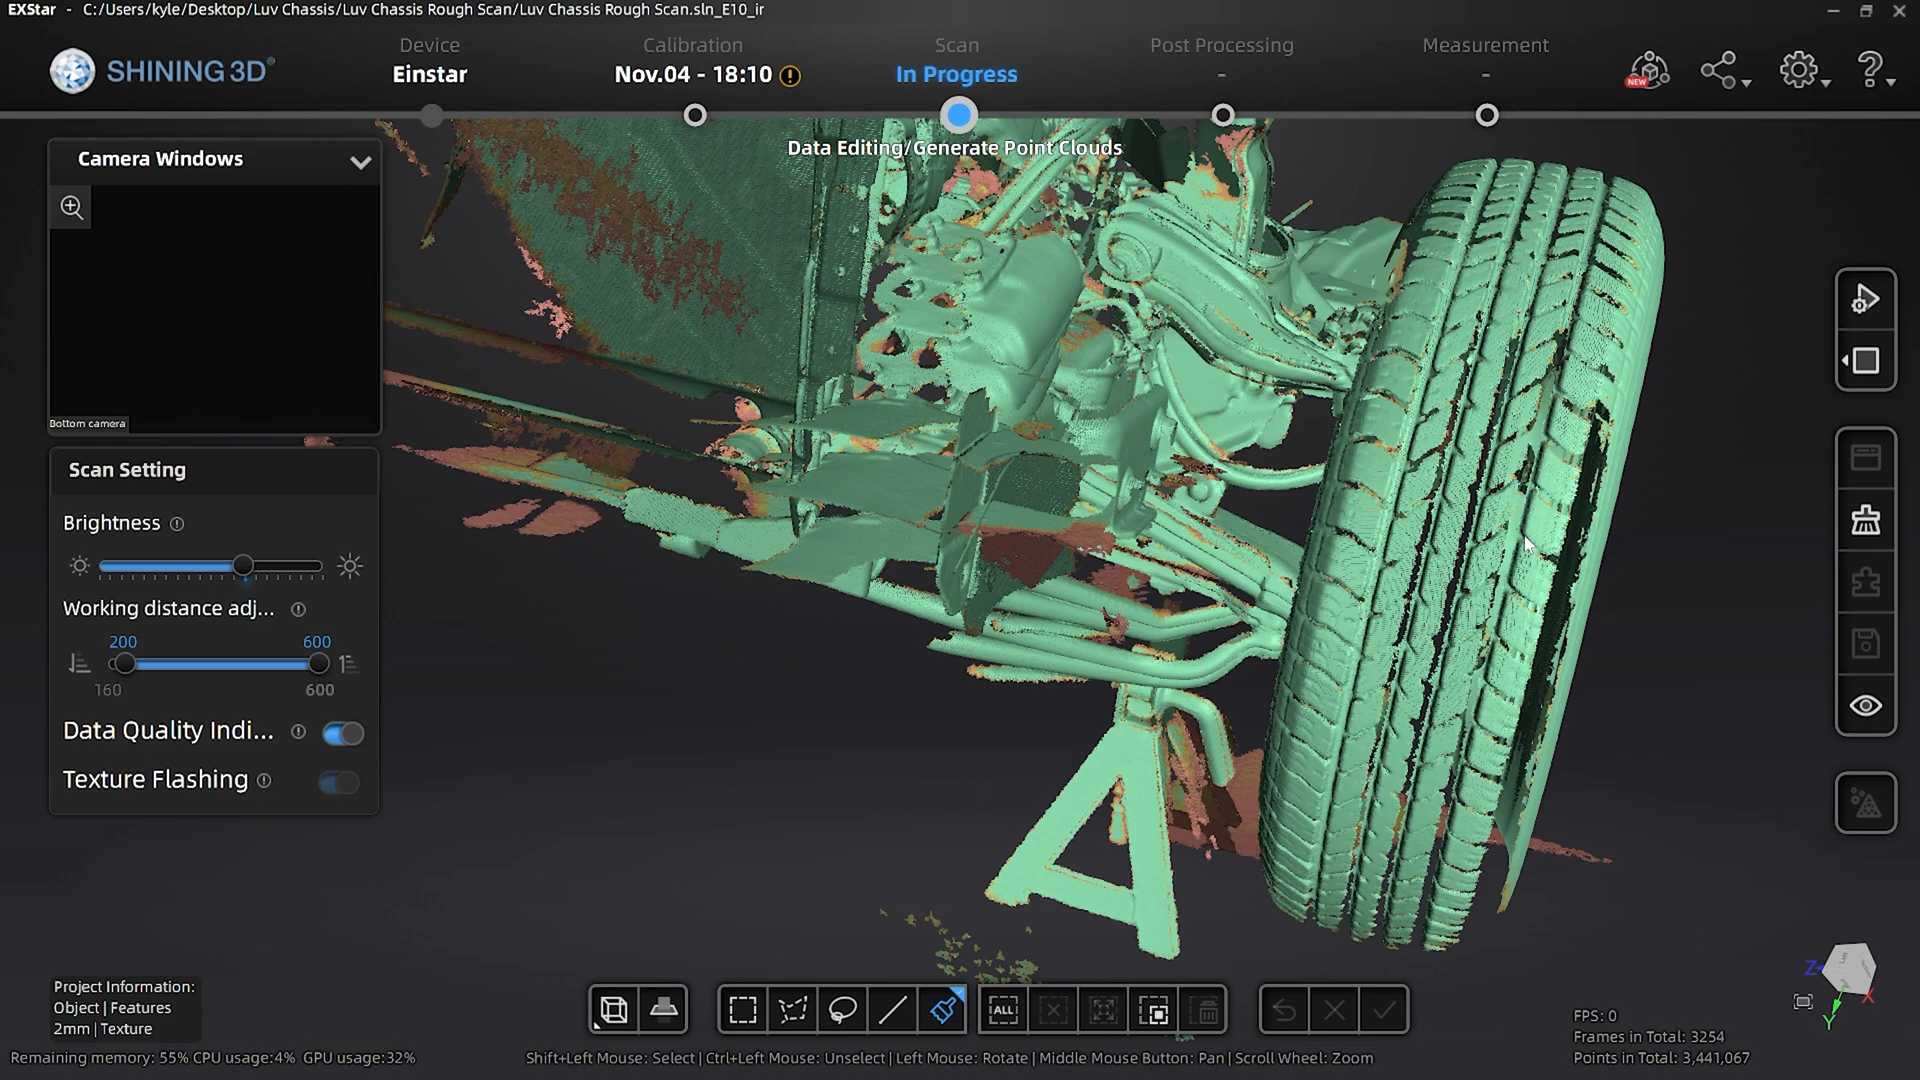 EXStar - C:/Users/kyle/Desktop/Luv Chassis/Luv Chassis Rough Scan/Luv Chassis Rough Scan.sln_E10_ir
SHINING 3D®
Device
Einstar
Calibration
Nov.04 - 18:10
Scan
In Progress
Post Processing
-
Measurement
-
NEW
Data Editing/Generate Point Clouds
Camera Windows
Bottom camera
Scan Setting
Brightness
Working distance adj...
200 600
160 600
Data Quality Indi...
Texture Flashing
Project Information:
Object | Features
2mm | Texture
ALL
Z
X
Y
FPS: 0
Frames in Total: 3254
Points in Total: 3,441,067
Remaining memory: 55% CPU usage:4% GPU usage:32%
Shift+Left Mouse: Select | Ctrl+Left Mouse: Unselect | Left Mouse: Rotate | Middle Mouse Button: Pan | Scroll Wheel: Zoom